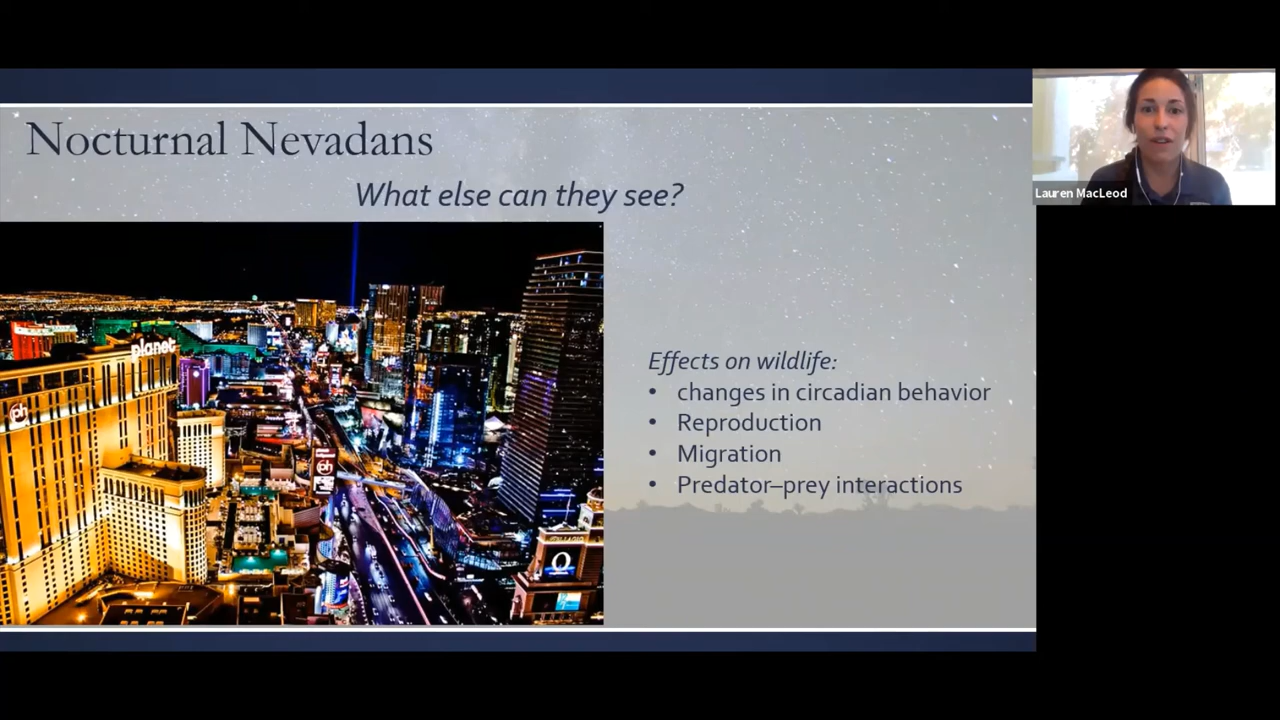 Nocturnal Nevadans
What else can they see?
Lauren MacLeod
planet
ph
ph
O
Effects on wildlife:
• changes in circadian behavior
• Reproduction
• Migration
• Predator–prey interactions